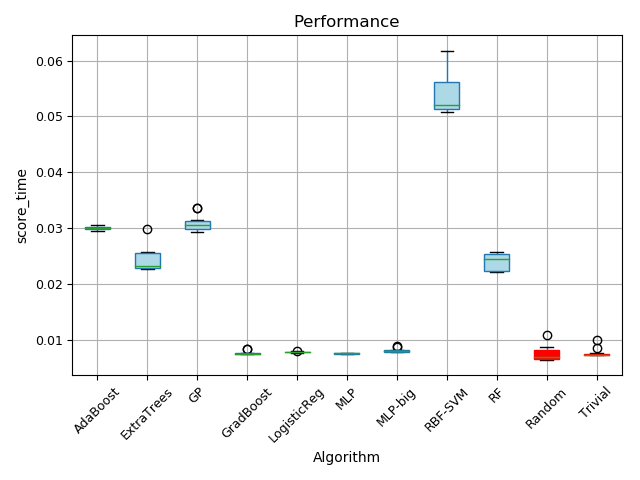 Performance
0.06
0.05
0.04
0.03
0.02
0.01
score_time
AdaBoost
ExtraTrees
GP
GradBoost
LogisticReg
MLP
MLP-big
RBF-SVM
RF
Random
Trivial
Algorithm